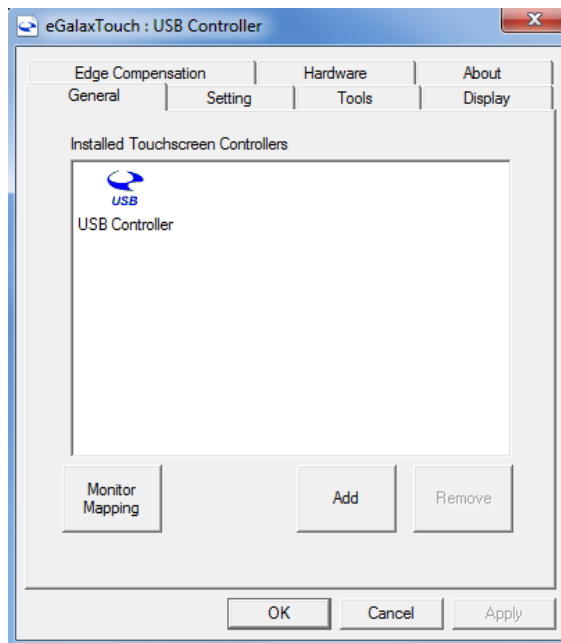 eGalaxTouch : USB Controller
Edge Compensation
Hardware
About
General
Setting
Tools
Display
Installed Touchscreen Controllers
USB
USB Controller
Monitor
Mapping
Add
Remove
OK
Cancel
Apply